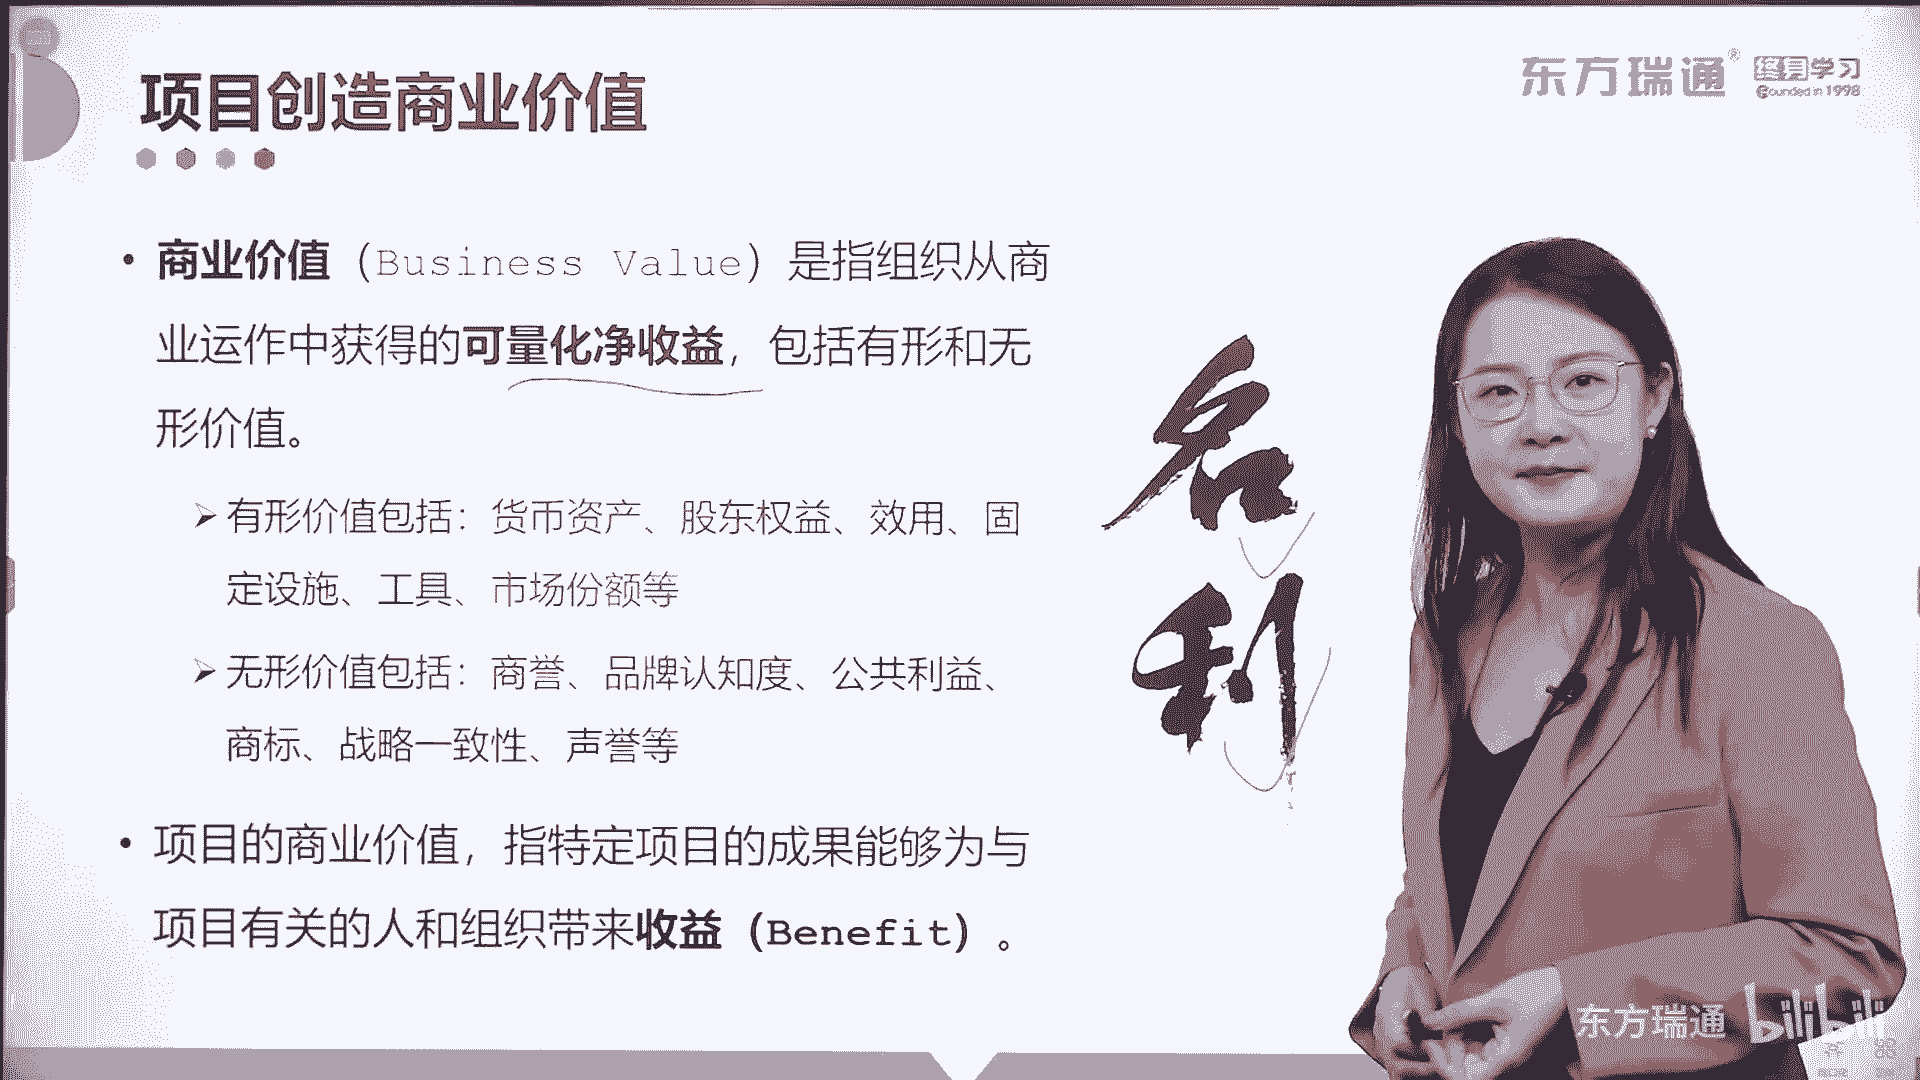 项目创造商业价值
东方瑞通®
终身学习
Founded in 1998
• 商业价值（Business Value）是指组织从商
业运作中获得的可量化净收益，包括有形和无
形价值。
➢ 有形价值包括：货币资产、股东权益、效用、固
定设施、工具、市场份额等
➢ 无形价值包括：商誉、品牌认知度、公共利益、
商标、战略一致性、声誉等
• 项目的商业价值，指特定项目的成果能够为与
项目有关的人和组织带来收益（Benefit）。
名
利
东方瑞通
bilibili